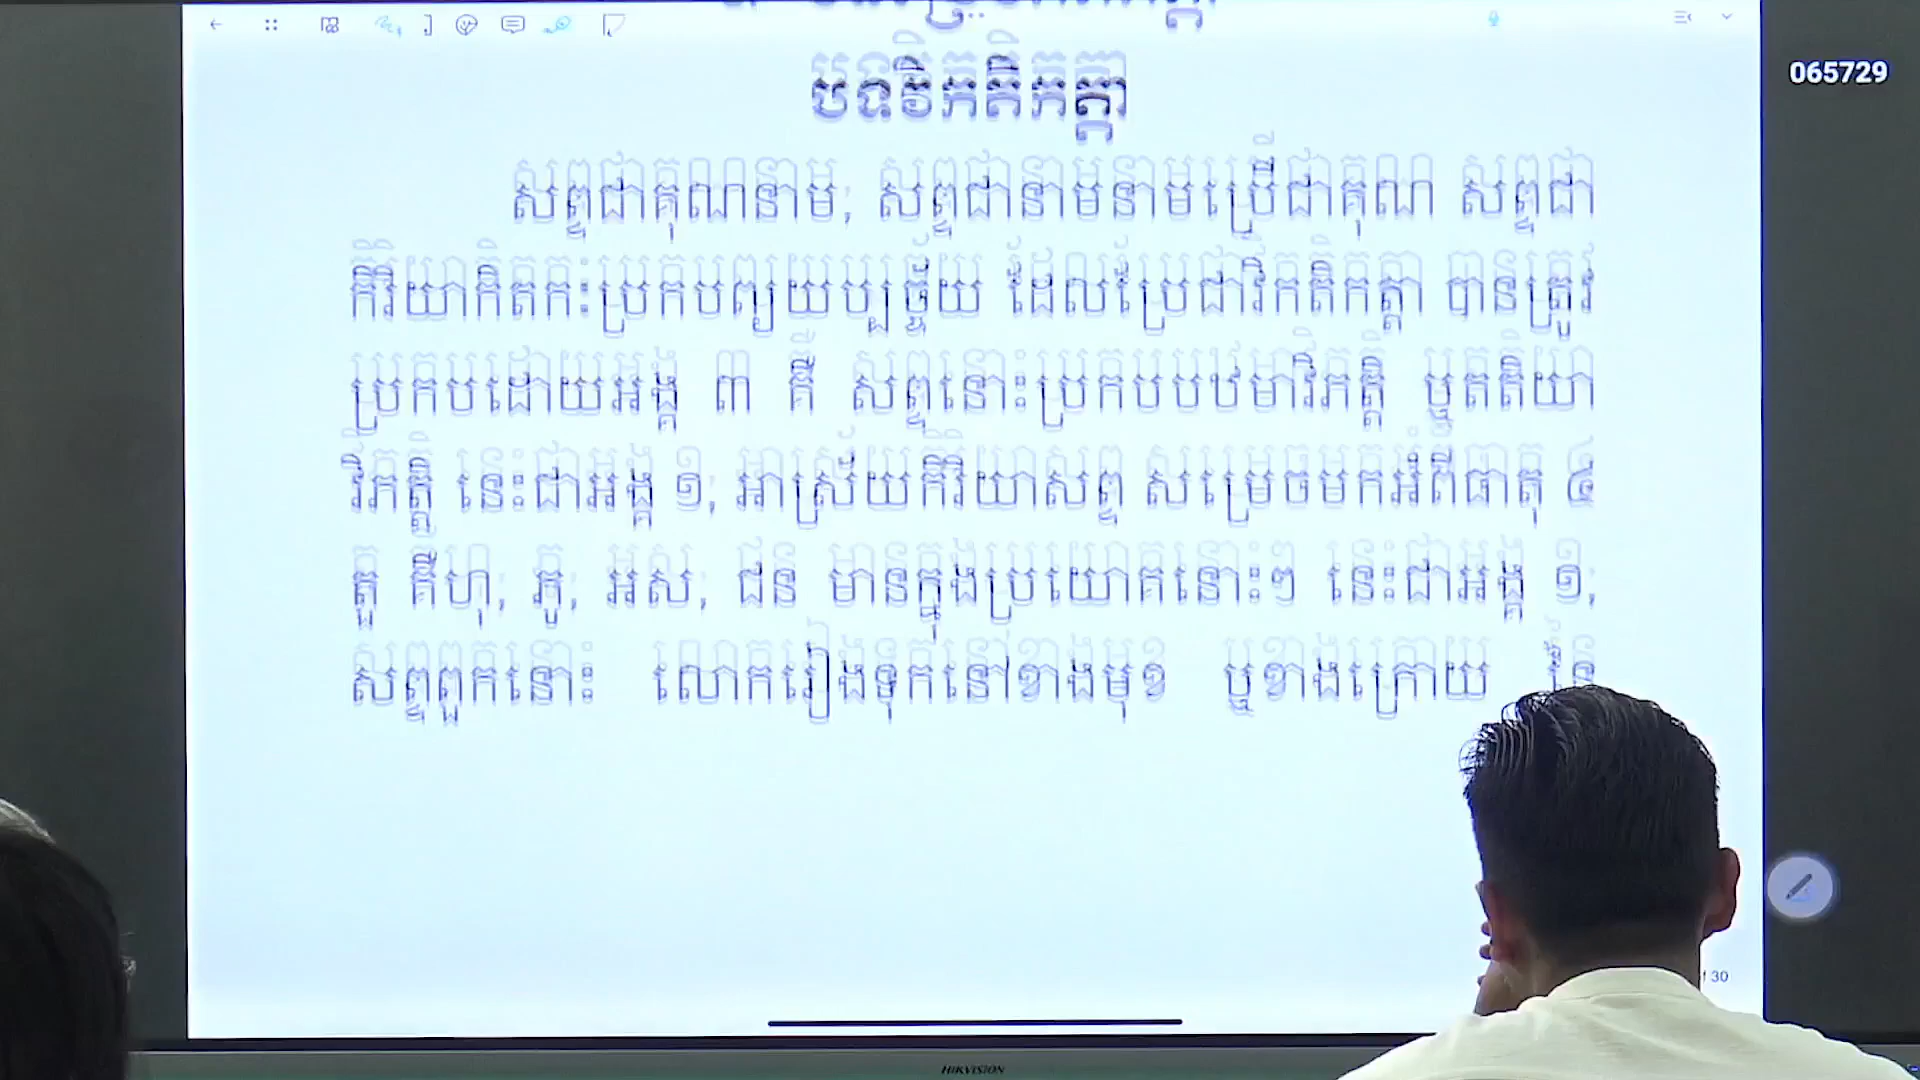 បទវិកតិកត្តា
065729
សព្ទជាគុណនាម, សព្ទជានាមនាមប្រើជាគុណ សព្ទជា
កិរិយាកិតកៈប្រកបព្យយប្បច្ច័យ ដែលប្រែជាវិកតិកត្តា បានត្រូវ
ប្រកបដោយអង្គ ៣ គឺ សព្ទនោះប្រកបបឋមាវិភត្តិ ឬតតិយា
វិភត្តិ នេះជាអង្គ ១, អាស្រ័យកិរិយាសព្ទ សម្រេចមកអំពីធាតុ ៤
តួ គឺហុ, ភូ, អស, ជន មានក្នុងប្រយោគនោះៗ នេះជាអង្គ ១,
សព្ទពួកនោះ លោករៀងទុកនៅខាងមុខ ឬខាងក្រោយ នៃ
30
HIKVISION